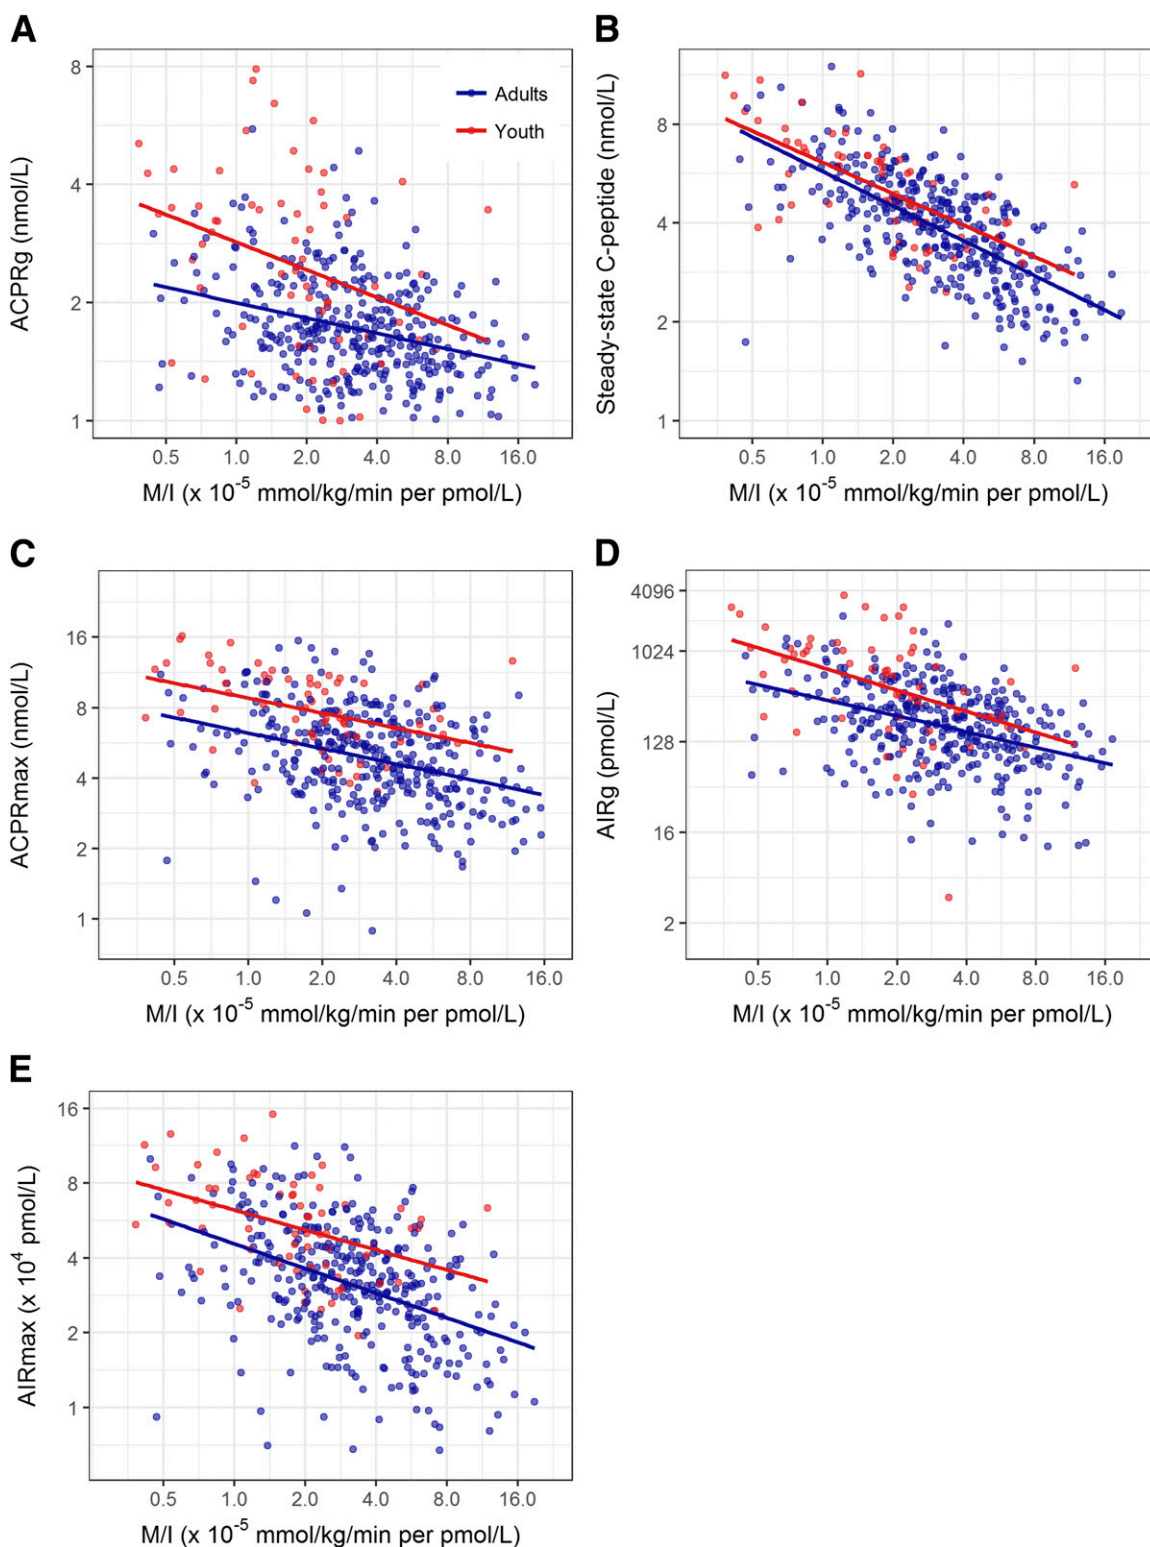 A
8
4
2
1
ACPRg (nmol/L)
Adults
Youth
0.5 1.0 2.0 4.0 8.0 16.0
M/I (x 10⁻⁵ mmol/kg/min per pmol/L)
B
8
4
2
1
Steady-state C-peptide (nmol/L)
0.5 1.0 2.0 4.0 8.0 16.0
M/I (x 10⁻⁵ mmol/kg/min per pmol/L)
C
16
8
4
2
1
ACPRmax (nmol/L)
0.5 1.0 2.0 4.0 8.0 16.0
M/I (x 10⁻⁵ mmol/kg/min per pmol/L)
D
4096
1024
128
16
2
AIRg (pmol/L)
0.5 1.0 2.0 4.0 8.0 16.0
M/I (x 10⁻⁵ mmol/kg/min per pmol/L)
E
16
8
4
2
1
AIRmax (x 10⁴ pmol/L)
0.5 1.0 2.0 4.0 8.0 16.0
M/I (x 10⁻⁵ mmol/kg/min per pmol/L)